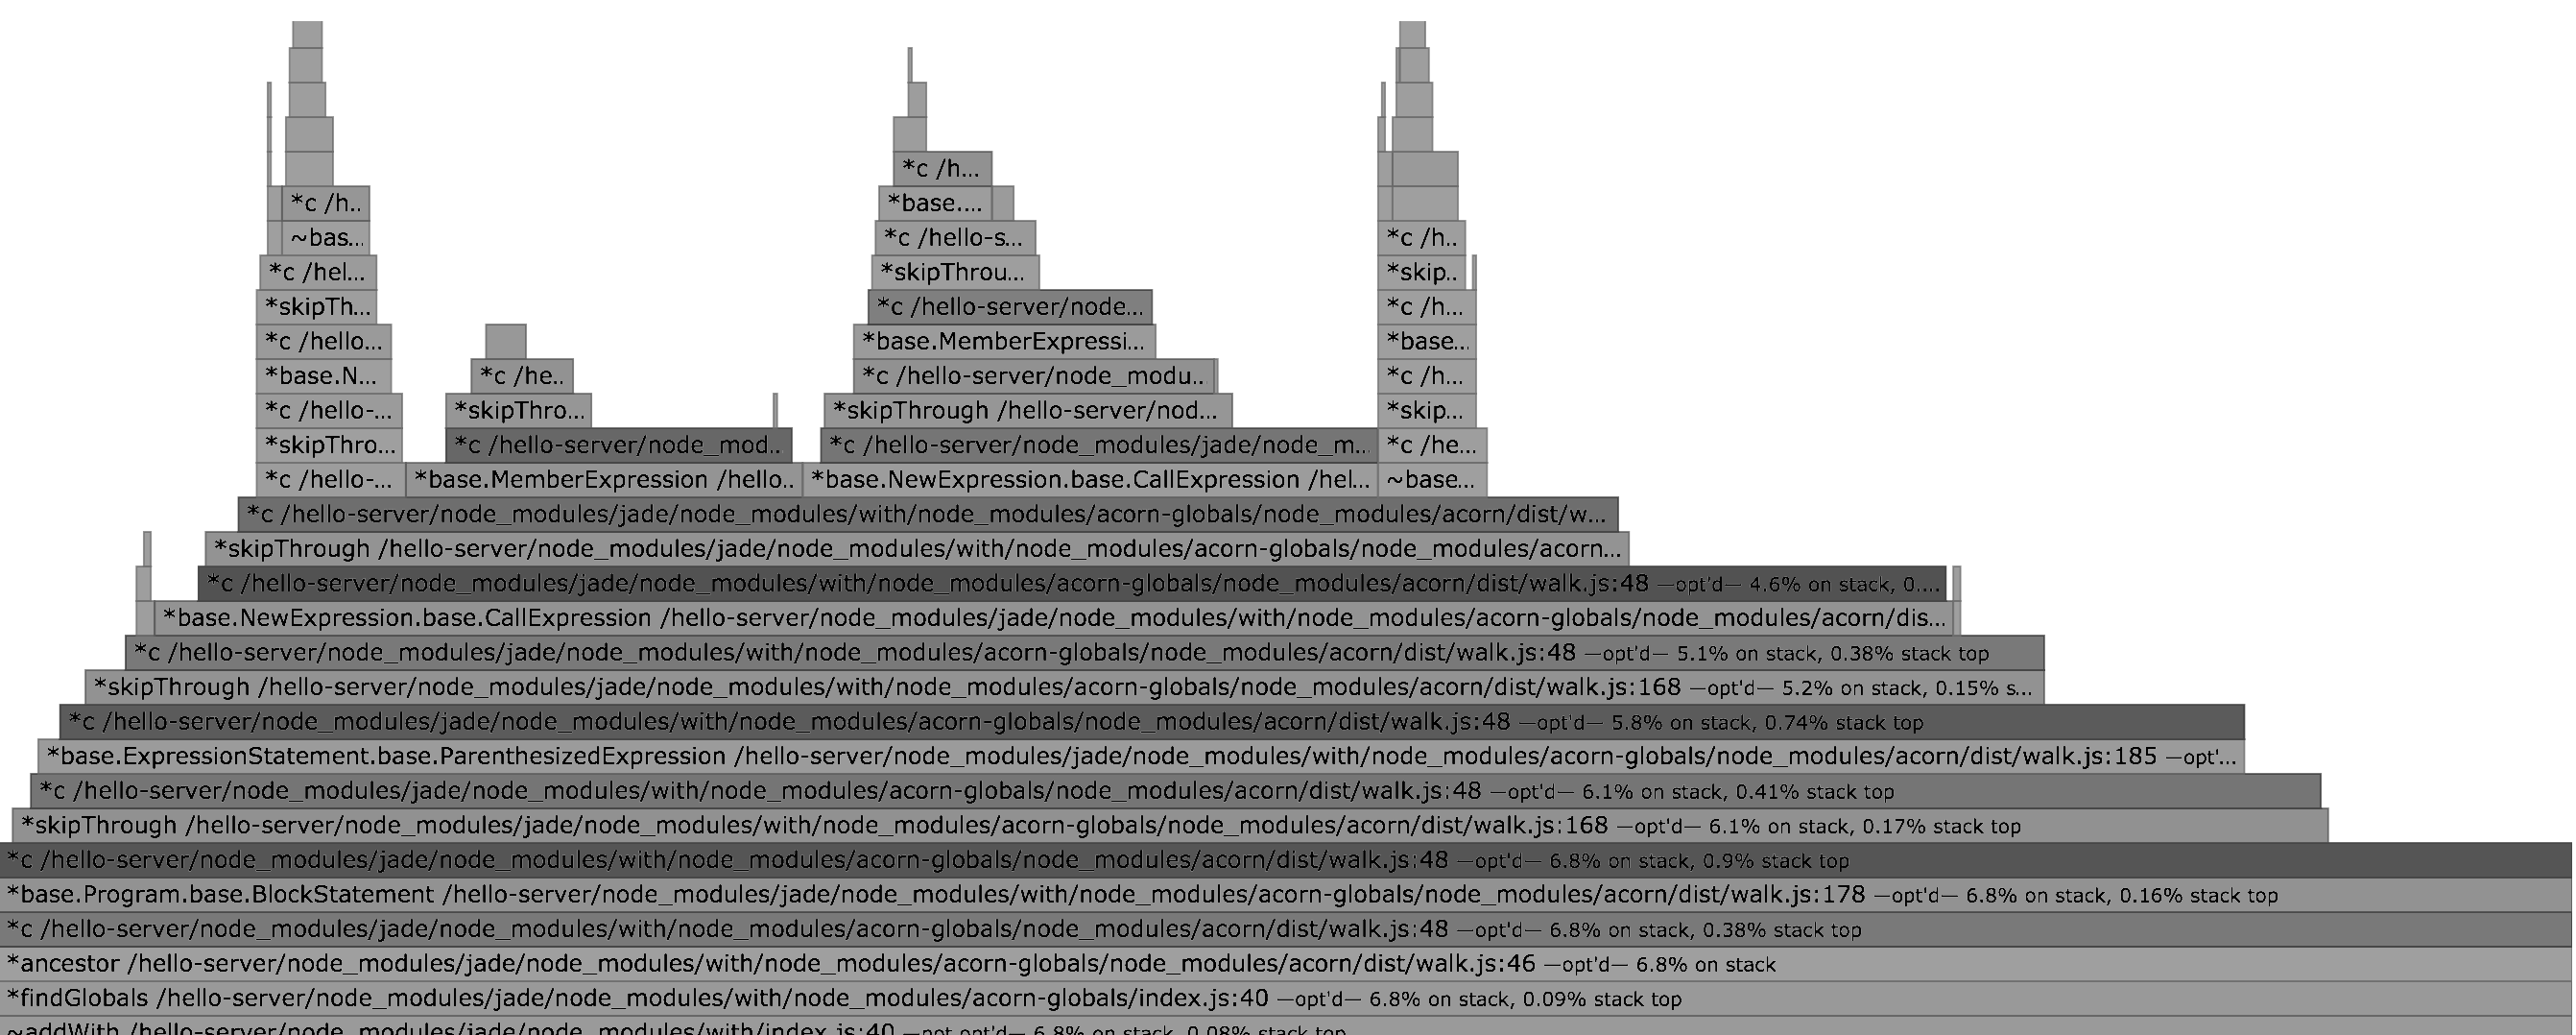 *c /h...
*c /h.. *base....
~bas... *c /hello-s... *c /h..
*c /hel... *skipThrou... *skip..
*skipTh... *c /hello-server/node... *c /h...
*c /hello... *base.MemberExpressi... *base...
*base.N... *c /he.. *c /hello-server/node_modu.. *c /h...
*c /hello-... *skipThro... *skipThrough /hello-server/nod... *skip...
*skipThro... *c /hello-server/node_mod.. *c /hello-server/node_modules/jade/node_m... *c /he...
*c /hello-... *base.MemberExpression /hello.. *base.NewExpression.base.CallExpression /hel... ~base...
*c /hello-server/node_modules/jade/node_modules/with/node_modules/acorn-globals/node_modules/acorn/dist/w...
*skipThrough /hello-server/node_modules/jade/node_modules/with/node_modules/acorn-globals/node_modules/acorn...
*c /hello-server/node_modules/jade/node_modules/with/node_modules/acorn-globals/node_modules/acorn/dist/walk.js:48 —opt'd— 4.6% on stack, 0....
*base.NewExpression.base.CallExpression /hello-server/node_modules/jade/node_modules/with/node_modules/acorn-globals/node_modules/acorn/dis...
*c /hello-server/node_modules/jade/node_modules/with/node_modules/acorn-globals/node_modules/acorn/dist/walk.js:48 —opt'd— 5.1% on stack, 0.38% stack top
*skipThrough /hello-server/node_modules/jade/node_modules/with/node_modules/acorn-globals/node_modules/acorn/dist/walk.js:168 —opt'd— 5.2% on stack, 0.15% s...
*c /hello-server/node_modules/jade/node_modules/with/node_modules/acorn-globals/node_modules/acorn/dist/walk.js:48 —opt'd— 5.8% on stack, 0.74% stack top
*base.ExpressionStatement.base.ParenthesizedExpression /hello-server/node_modules/jade/node_modules/with/node_modules/acorn-globals/node_modules/acorn/dist/walk.js:185 —opt'...
*c /hello-server/node_modules/jade/node_modules/with/node_modules/acorn-globals/node_modules/acorn/dist/walk.js:48 —opt'd— 6.1% on stack, 0.41% stack top
*skipThrough /hello-server/node_modules/jade/node_modules/with/node_modules/acorn-globals/node_modules/acorn/dist/walk.js:168 —opt'd— 6.1% on stack, 0.17% stack top
*c /hello-server/node_modules/jade/node_modules/with/node_modules/acorn-globals/node_modules/acorn/dist/walk.js:48 —opt'd— 6.8% on stack, 0.9% stack top
*base.Program.base.BlockStatement /hello-server/node_modules/jade/node_modules/with/node_modules/acorn-globals/node_modules/acorn/dist/walk.js:178 —opt'd— 6.8% on stack, 0.16% stack top
*c /hello-server/node_modules/jade/node_modules/with/node_modules/acorn-globals/node_modules/acorn/dist/walk.js:48 —opt'd— 6.8% on stack, 0.38% stack top
*ancestor /hello-server/node_modules/jade/node_modules/with/node_modules/acorn-globals/node_modules/acorn/dist/walk.js:46 —opt'd— 6.8% on stack
*findGlobals /hello-server/node_modules/jade/node_modules/with/node_modules/acorn-globals/index.js:40 —opt'd— 6.8% on stack, 0.09% stack top
~addWith /hello-server/node_modules/jade/node_modules/with/index.js:40 —not opt'd— 6.8% on stack, 0.08% stack top